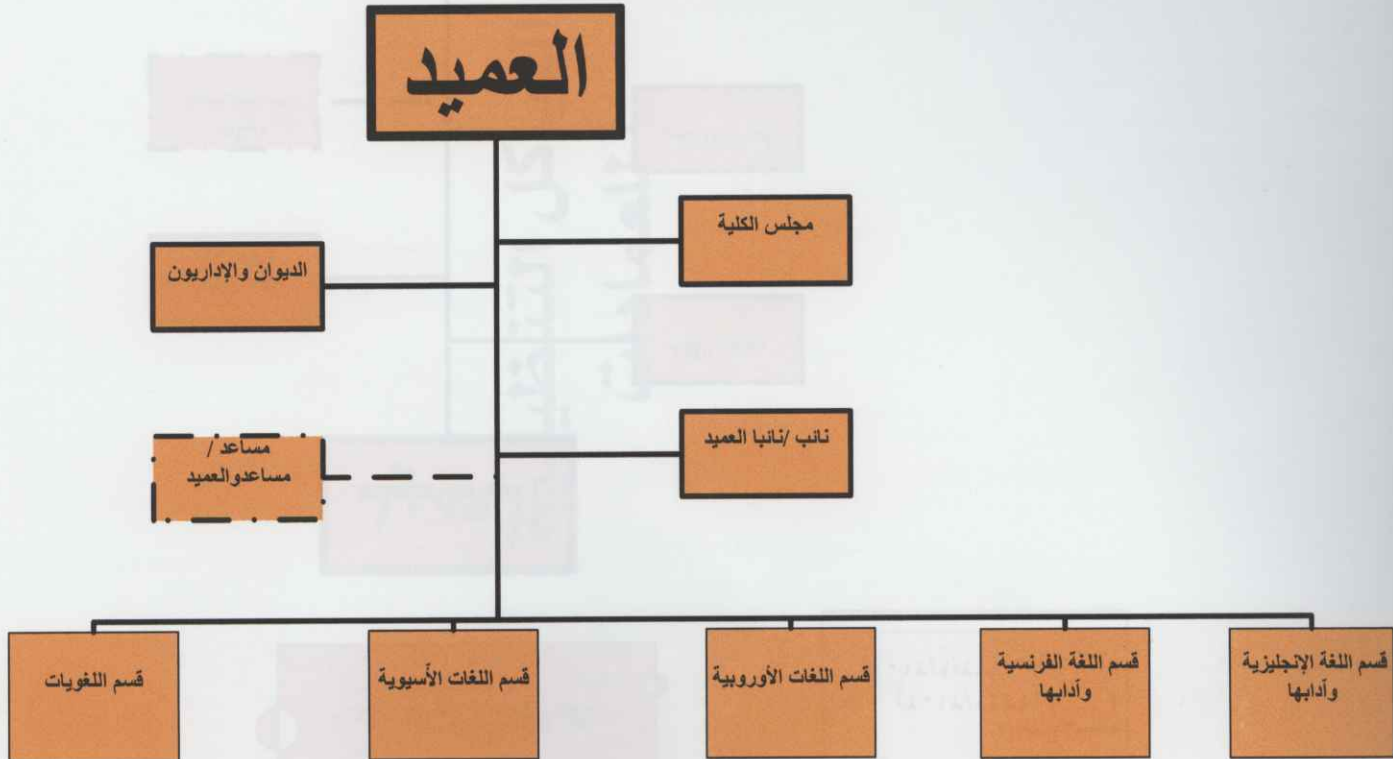 العميد
مجلس الكلية
الديوان والإداريون
نائب /نائبا العميد
مساعد /
مساعدوالعميد
قسم اللغة الإنجليزية
وآدابها
قسم اللغة الفرنسية
وآدابها
قسم اللغات الأوروبية
قسم اللغات الأسيوية
قسم اللغويات